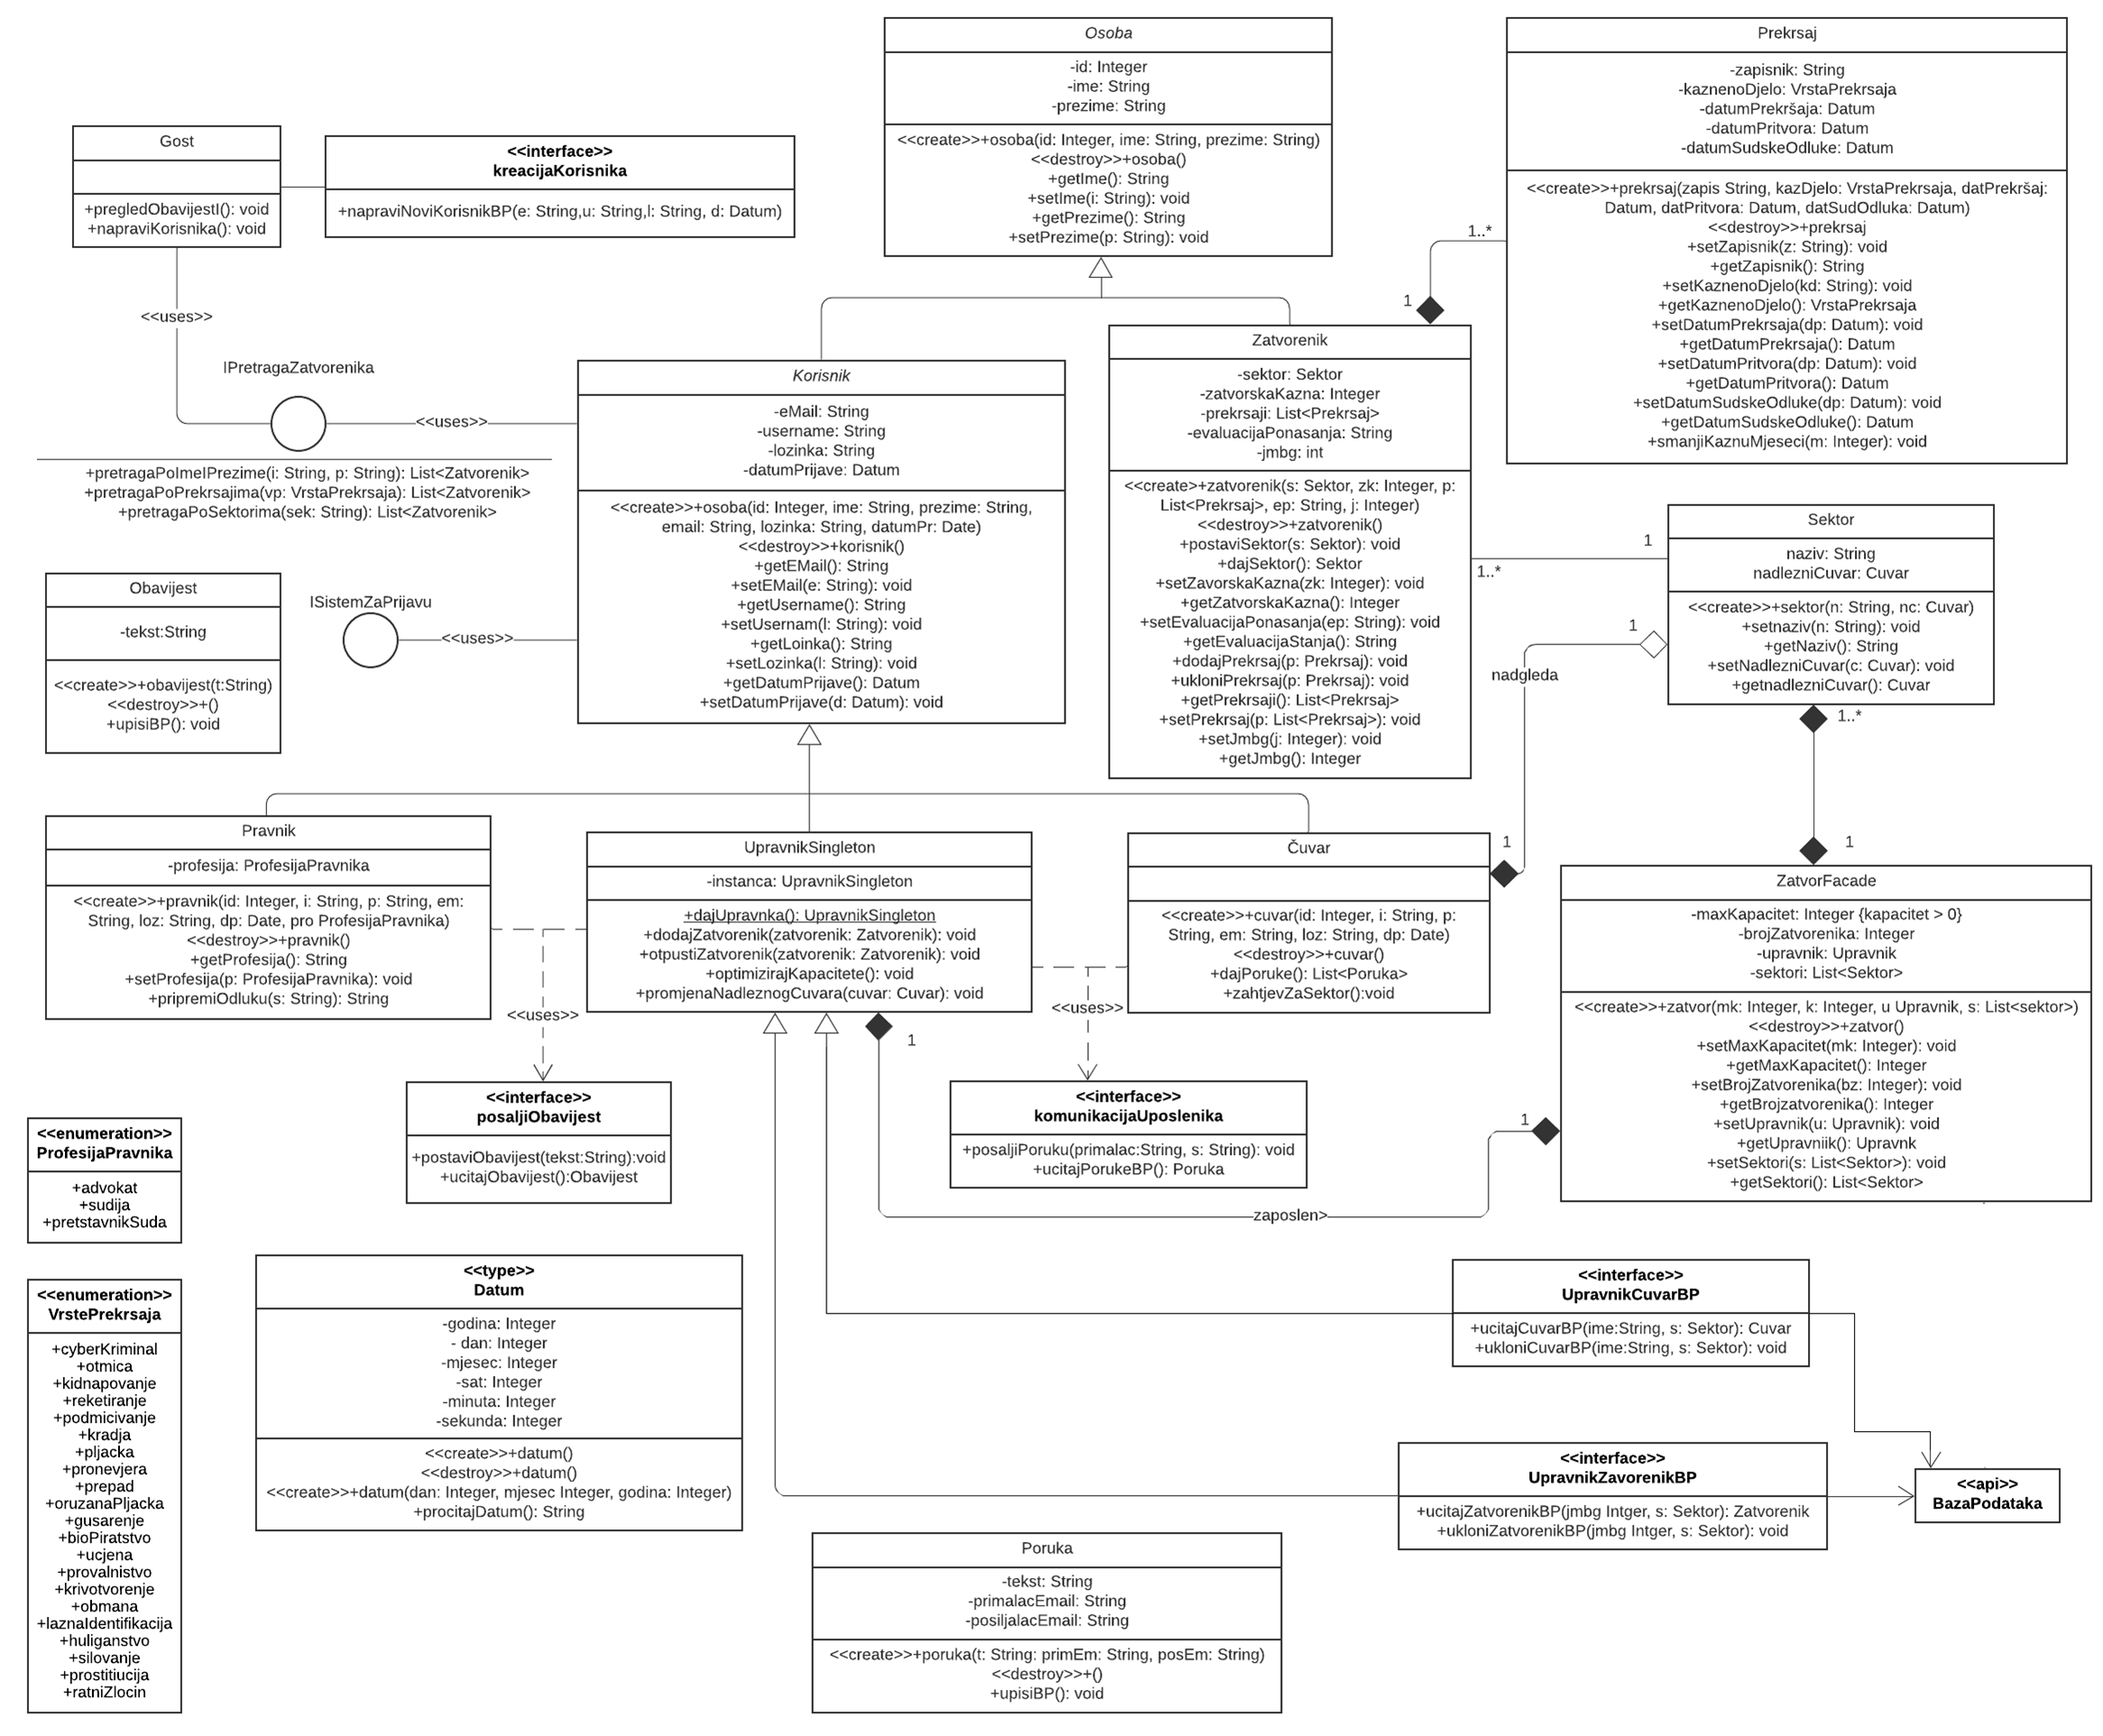 Osoba
-id: Integer
-ime: String
-prezime: String
<<create>>+osoba(id: Integer, ime: String, prezime: String)
<<destroy>>+osoba()
+getIme(): String
+setIme(i: String): void
+getPrezime(): String
+setPrezime(p: String): void
Prekrsaj
-zapisnik: String
-kaznenoDjelo: VrstaPrekrsaja
-datumPrekršaja: Datum
-datumPritvora: Datum
-datumSudskeOdluke: Datum
<<create>>+prekrsaj(zapis String, kazDjelo: VrstaPrekrsaja, datPrekršaj:
Datum, datPritvora: Datum, datSudOdluka: Datum)
<<destroy>>+prekrsaj
+setZapisnik(z: String): void
+getZapisnik(): String
+setKaznenoDjelo(kd: String): void
+getKaznenoDjelo(): VrstaPrekrsaja
+setDatumPrekrsaja(dp: Datum): void
+getDatumPrekrsaja(): Datum
+setDatumPritvora(dp: Datum): void
+getDatumPritvora(): Datum
+setDatumSudskeOdluke(dp: Datum): void
+getDatumSudskeOdluke(): Datum
+smanjiKaznuMjeseci(m: Integer): void
Gost
+pregledObavijestI(): void
+napraviKorisnika(): void
<<interface>>
kreacijaKorisnika
+napraviNoviKorisnikBP(e: String,u: String,l: String, d: Datum)
1..*
1
<<uses>>
IPretragaZatvorenika
<<uses>>
+pretragaPoImeIPrezime(i: String, p: String): List<Zatvorenik>
+pretragaPoPrekrsajima(vp: VrstaPrekrsaja): List<Zatvorenik>
+pretragaPoSektorima(sek: String): List<Zatvorenik>
Korisnik
-eMail: String
-username: String
-lozinka: String
-datumPrijave: Datum
<<create>>+osoba(id: Integer, ime: String, prezime: String,
email: String, lozinka: String, datumPr: Date)
<<destroy>>+korisnik()
+getEMail(): String
+setEMail(e: String): void
+getUsername(): String
+setUsernam(l: String): void
+getLoinka(): String
+setLozinka(l: String): void
+getDatumPrijave(): Datum
+setDatumPrijave(d: Datum): void
Zatvorenik
-sektor: Sektor
-zatvorskaKazna: Integer
-prekrsaji: List<Prekrsaj>
-evaluacijaPonasanja: String
-jmbg: int
<<create>+zatvorenik(s: Sektor, zk: Integer, p:
List<Prekrsaj>, ep: String, j: Integer)
<<destroy>>+zatvorenik()
+postaviSektor(s: Sektor): void
+dajSektor(): Sektor
+setZavorskaKazna(zk: Integer): void
+getZatvorskaKazna(): Integer
+setEvaluacijaPonasanja(ep: String): void
+getEvaluacijaStanja(): String
+dodajPrekrsaj(p: Prekrsaj): void
+ukloniPrekrsaj(p: Prekrsaj): void
+getPrekrsaji(): List<Prekrsaj>
+setPrekrsaj(p: List<Prekrsaj>): void
+setJmbg(j: Integer): void
+getJmbg(): Integer
1
1..*
Sektor
naziv: String
nadlezniCuvar: Cuvar
<<create>>+sektor(n: String, nc: Cuvar)
+setnaziv(n: String): void
+getNaziv(): String
+setNadlezniCuvar(c: Cuvar): void
+getnadlezniCuvar(): Cuvar
1
nadgleda
1..*
1
1
Obavijest
-tekst:String
<<create>>+obavijest(t:String)
<<destroy>>+()
+upisiBP(): void
ISistemZaPrijavu
<<uses>>
Pravnik
-profesija: ProfesijaPravnika
<<create>>+pravnik(id: Integer, i: String, p: String, em:
String, loz: String, dp: Date, pro ProfesijaPravnika)
<<destroy>>+pravnik()
+getProfesija(): String
+setProfesija(p: ProfesijaPravnika): void
+pripremiOdluku(s: String): String
UpravnikSingleton
-instanca: UpravnikSingleton
+dajUpravnka(): UpravnikSingleton
+dodajZatvorenik(zatvorenik: Zatvorenik): void
+otpustiZatvorenik(zatvorenik: Zatvorenik): void
+optimizirajKapacitete(): void
+promjenaNadleznogCuvara(cuvar: Cuvar): void
Čuvar
<<create>>+cuvar(id: Integer, i: String, p:
String, em: String, loz: String, dp: Date)
<<destroy>>+cuvar()
+dajPoruke(): List<Poruka>
+zahtjevZaSektor():void
ZatvorFacade
-maxKapacitet: Integer {kapacitet > 0}
-brojZatvorenika: Integer
-upravnik: Upravnik
-sektori: List<Sektor>
<<create>>+zatvor(mk: Integer, k: Integer, u Upravnik, s: List<sektor>)
<<destroy>>+zatvor()
+setMaxKapacitet(mk: Integer): void
+getMaxKapacitet(): Integer
+setBrojZatvorenika(bz: Integer): void
+getBrojzatvorenika(): Integer
+setUpravnik(u: Upravnik): void
+getUpravniik(): Upravnk
+setSektori(s: List<Sektor>): void
+getSektori(): List<Sektor>
<<uses>>
<<uses>>
1
1
zaposlen>
<<interface>>
posaljiObavijest
+postaviObavijest(tekst:String):void
+ucitajObavijest():Obavijest
<<interface>>
komunikacijaUposlenika
+posaljiPoruku(primalac:String, s: String): void
+ucitajPorukeBP(): Poruka
<<enumeration>>
ProfesijaPravnika
+advokat
+sudija
+pretstavnikSuda
<<enumeration>>
VrstePrekrsaja
+cyberKriminal
+otmica
+kidnapovanje
+reketiranje
+podmicivanje
+kradja
+pljacka
+pronevjera
+prepad
+oruzanaPljacka
+gusarenje
+bioPiratstvo
+ucjena
+provalnistvo
+krivotvorenje
+obmana
+laznaIdentifikacija
+huliganstvo
+silovanje
+prostitiucija
+ratniZlocin
<<type>>
Datum
-godina: Integer
- dan: Integer
-mjesec: Integer
-sat: Integer
-minuta: Integer
-sekunda: Integer
<<create>>+datum()
<<destroy>>+datum()
<<create>>+datum(dan: Integer, mjesec Integer, godina: Integer)
+procitajDatum(): String
<<interface>>
UpravnikCuvarBP
+ucitajCuvarBP(ime:String, s: Sektor): Cuvar
+ukloniCuvarBP(ime:String, s: Sektor): void
<<interface>>
UpravnikZavorenikBP
+ucitajZatvorenikBP(jmbg Intger, s: Sektor): Zatvorenik
+ukloniZatvorenikBP(jmbg Intger, s: Sektor): void
<<api>>
BazaPodataka
Poruka
-tekst: String
-primalacEmail: String
-posiljalacEmail: String
<<create>>+poruka(t: String: primEm: String, posEm: String)
<<destroy>>+()
+upisiBP(): void